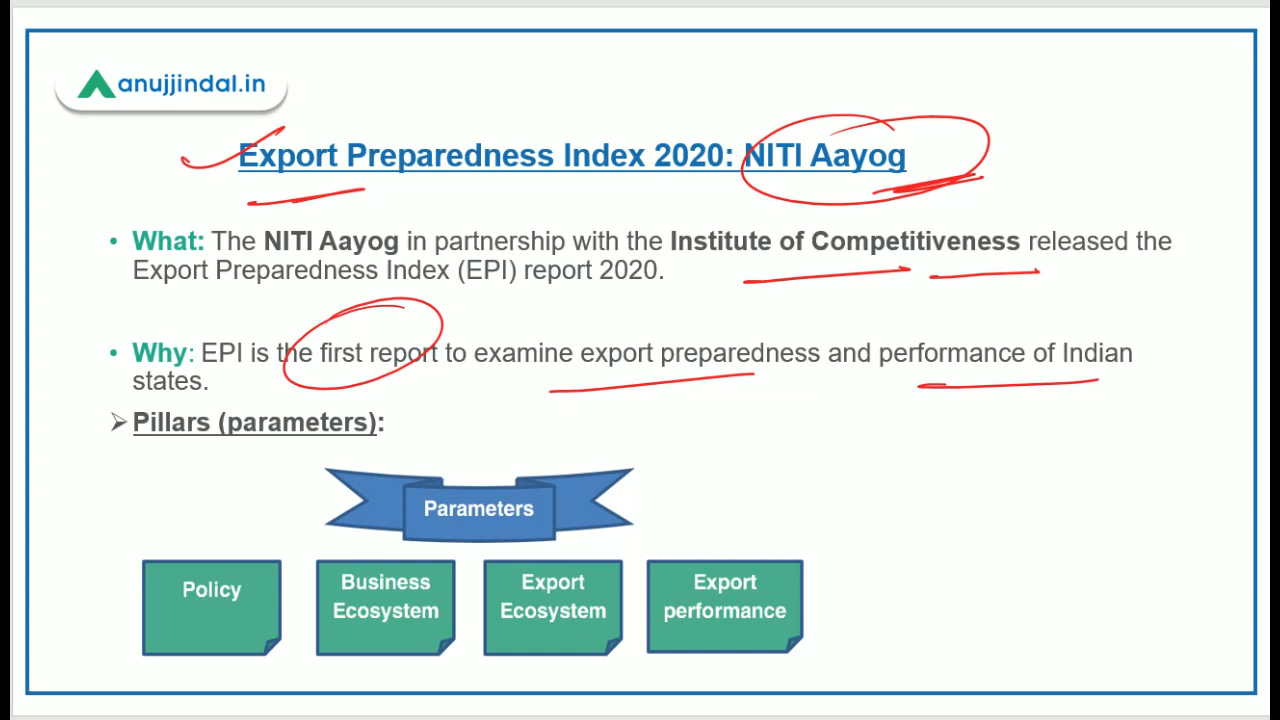 anujjindal.in
Export Preparedness Index 2020: NITI Aayog
• What: The NITI Aayog in partnership with the Institute of Competitiveness released the
Export Preparedness Index (EPI) report 2020.
• Why: EPI is the first report to examine export preparedness and performance of Indian
states.
➢ Pillars (parameters):
Parameters
Policy
Business
Ecosystem
Export
Ecosystem
Export
performance